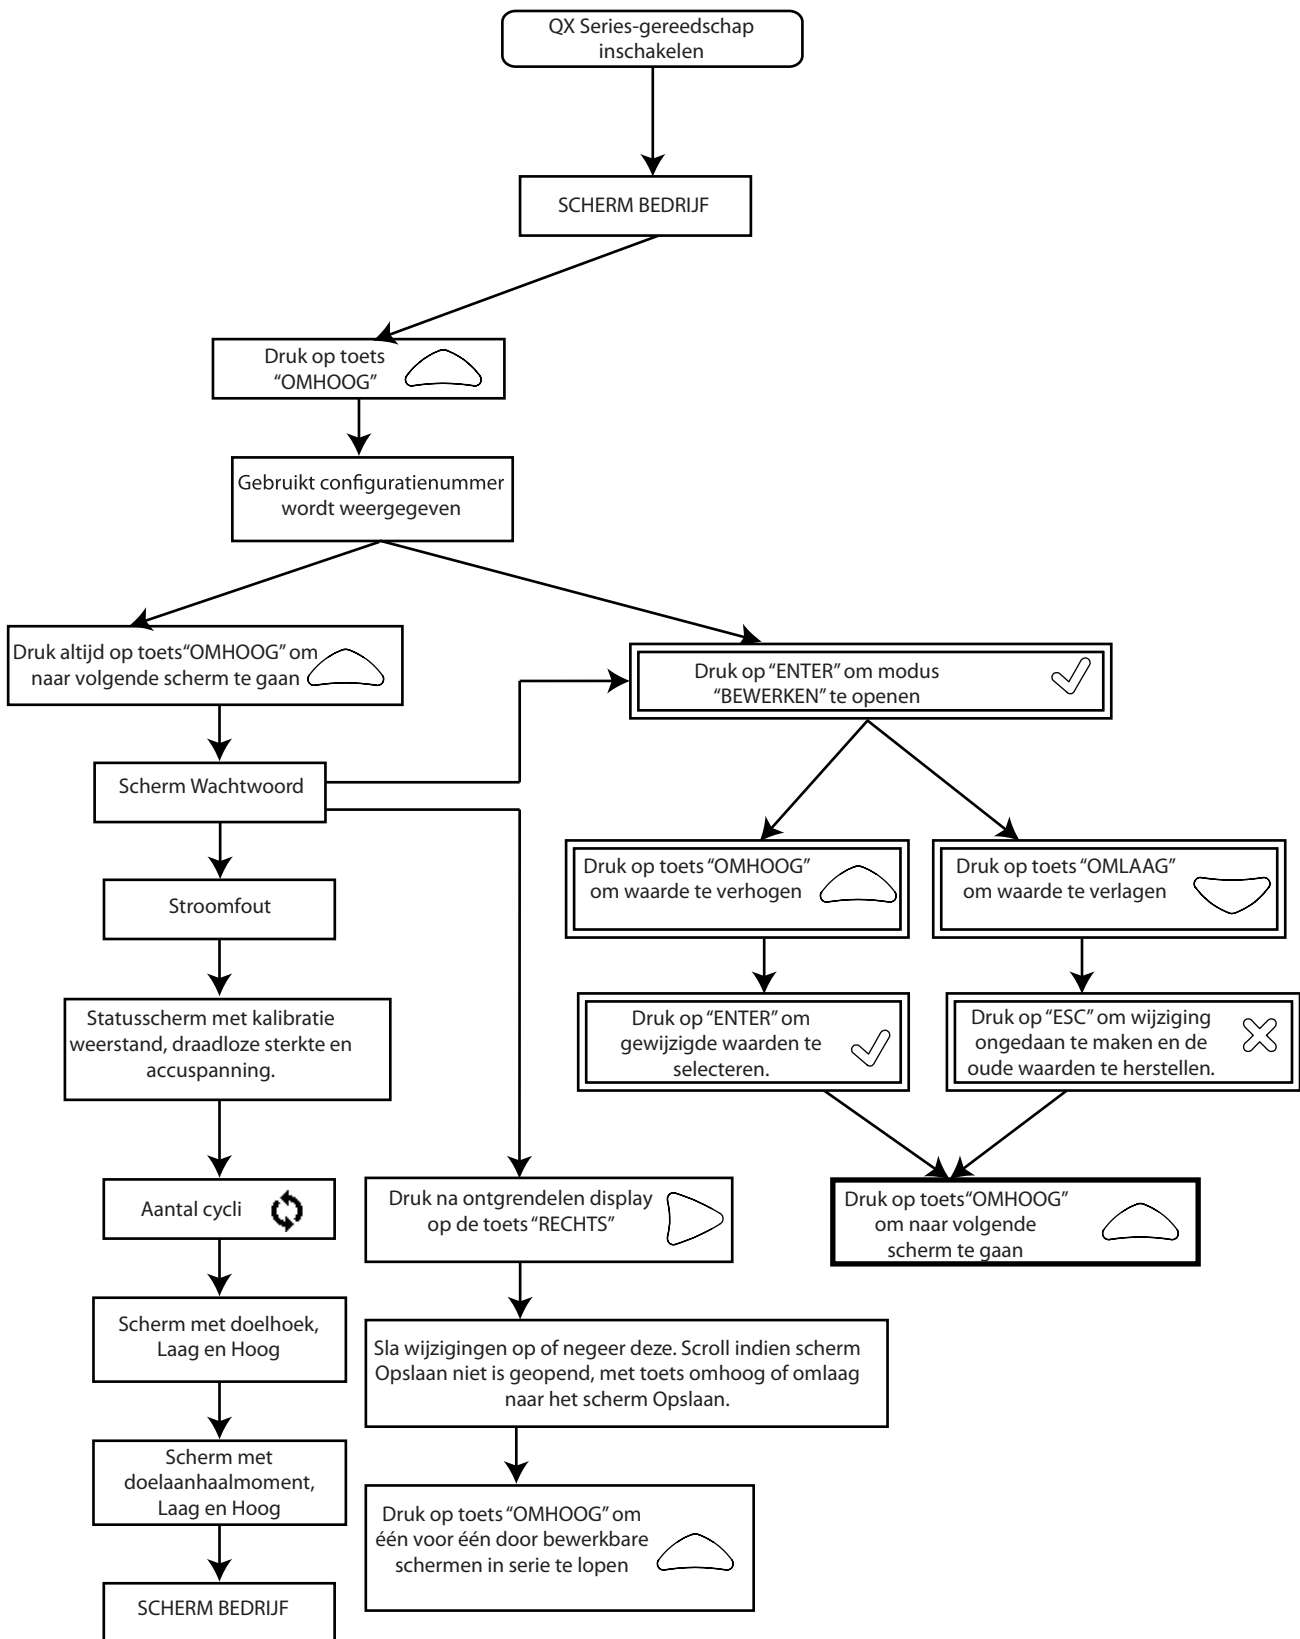 QX Series-gereedschap
inschakelen
SCHERM BEDRIJF
Druk op toets
“OMHOOG”
Gebruikt configuratienummer
wordt weergegeven
Druk altijd op toets“OMHOOG” om
naar volgende scherm te gaan
Druk op “ENTER” om modus
“BEWERKEN” te openen
Scherm Wachtwoord
Druk op toets “OMHOOG”
om waarde te verhogen
Druk op toets “OMLAAG”
om waarde te verlagen
Stroomfout
Statusscherm met kalibratie
weerstand, draadloze sterkte en
accuspanning.
Druk op “ENTER” om
gewijzigde waarden te
selecteren.
Druk op “ESC” om wijziging
ongedaan te maken en de
oude waarden te herstellen.
Aantal cycli
Druk na ontgrendelen display
op de toets “RECHTS”
Druk op toets“OMHOOG”
om naar volgende
scherm te gaan
Scherm met doelhoek,
Laag en Hoog
Sla wijzigingen op of negeer deze. Scroll indien scherm
Opslaan niet is geopend, met toets omhoog of omlaag
naar het scherm Opslaan.
Scherm met
doelaanhaalmoment,
Laag en Hoog
Druk op toets “OMHOOG” om
één voor één door bewerkbare
schermen in serie te lopen
SCHERM BEDRIJF